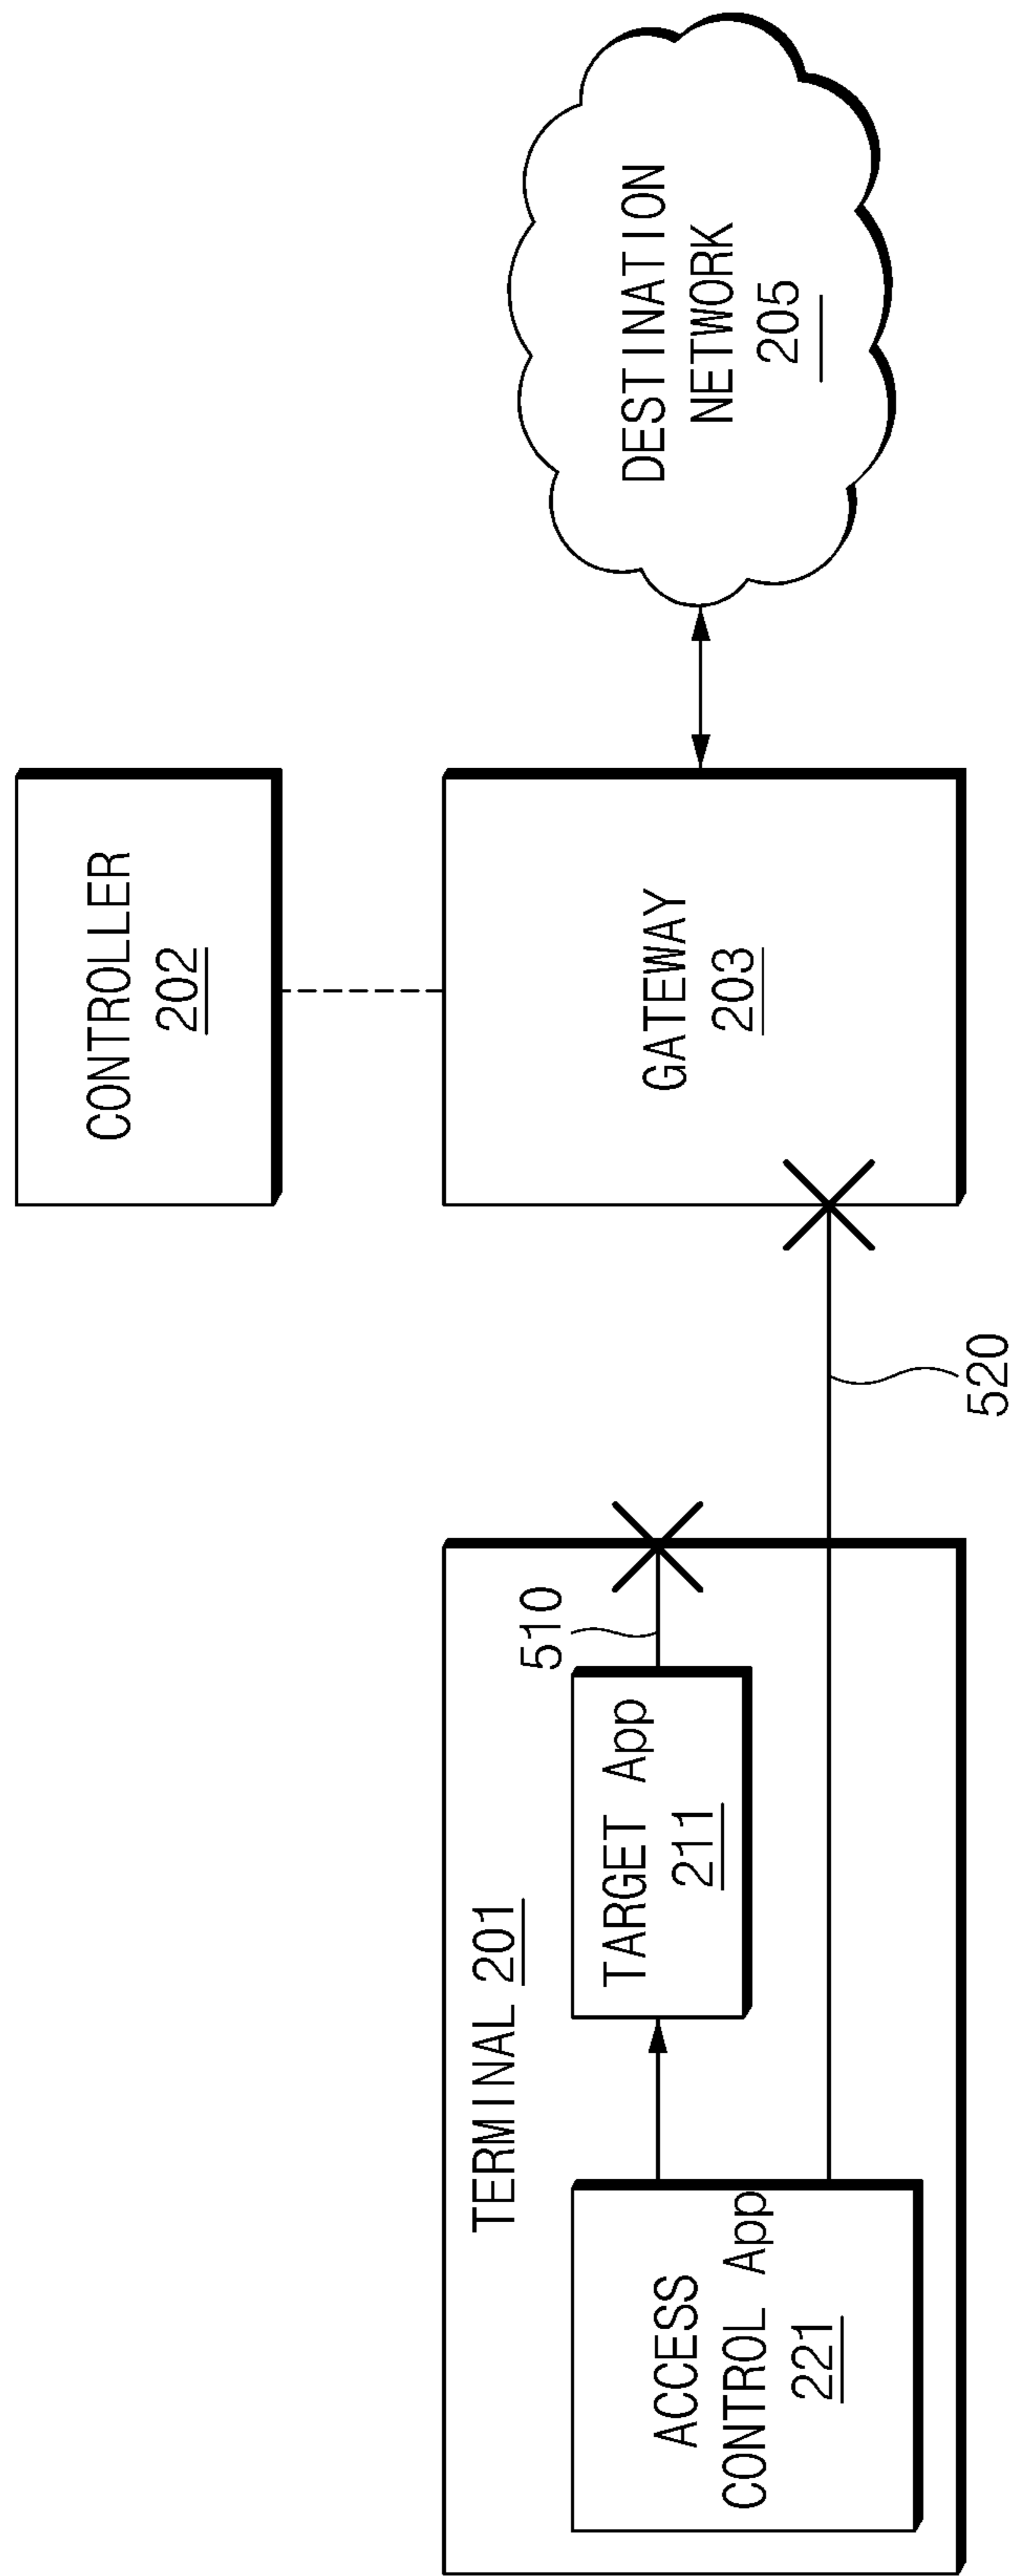 CONTROLLER
202
TERMINAL 201
ACCESS
CONTROL App
221
TARGET App
211
510
520
GATEWAY
203
DESTINATION
NETWORK
205